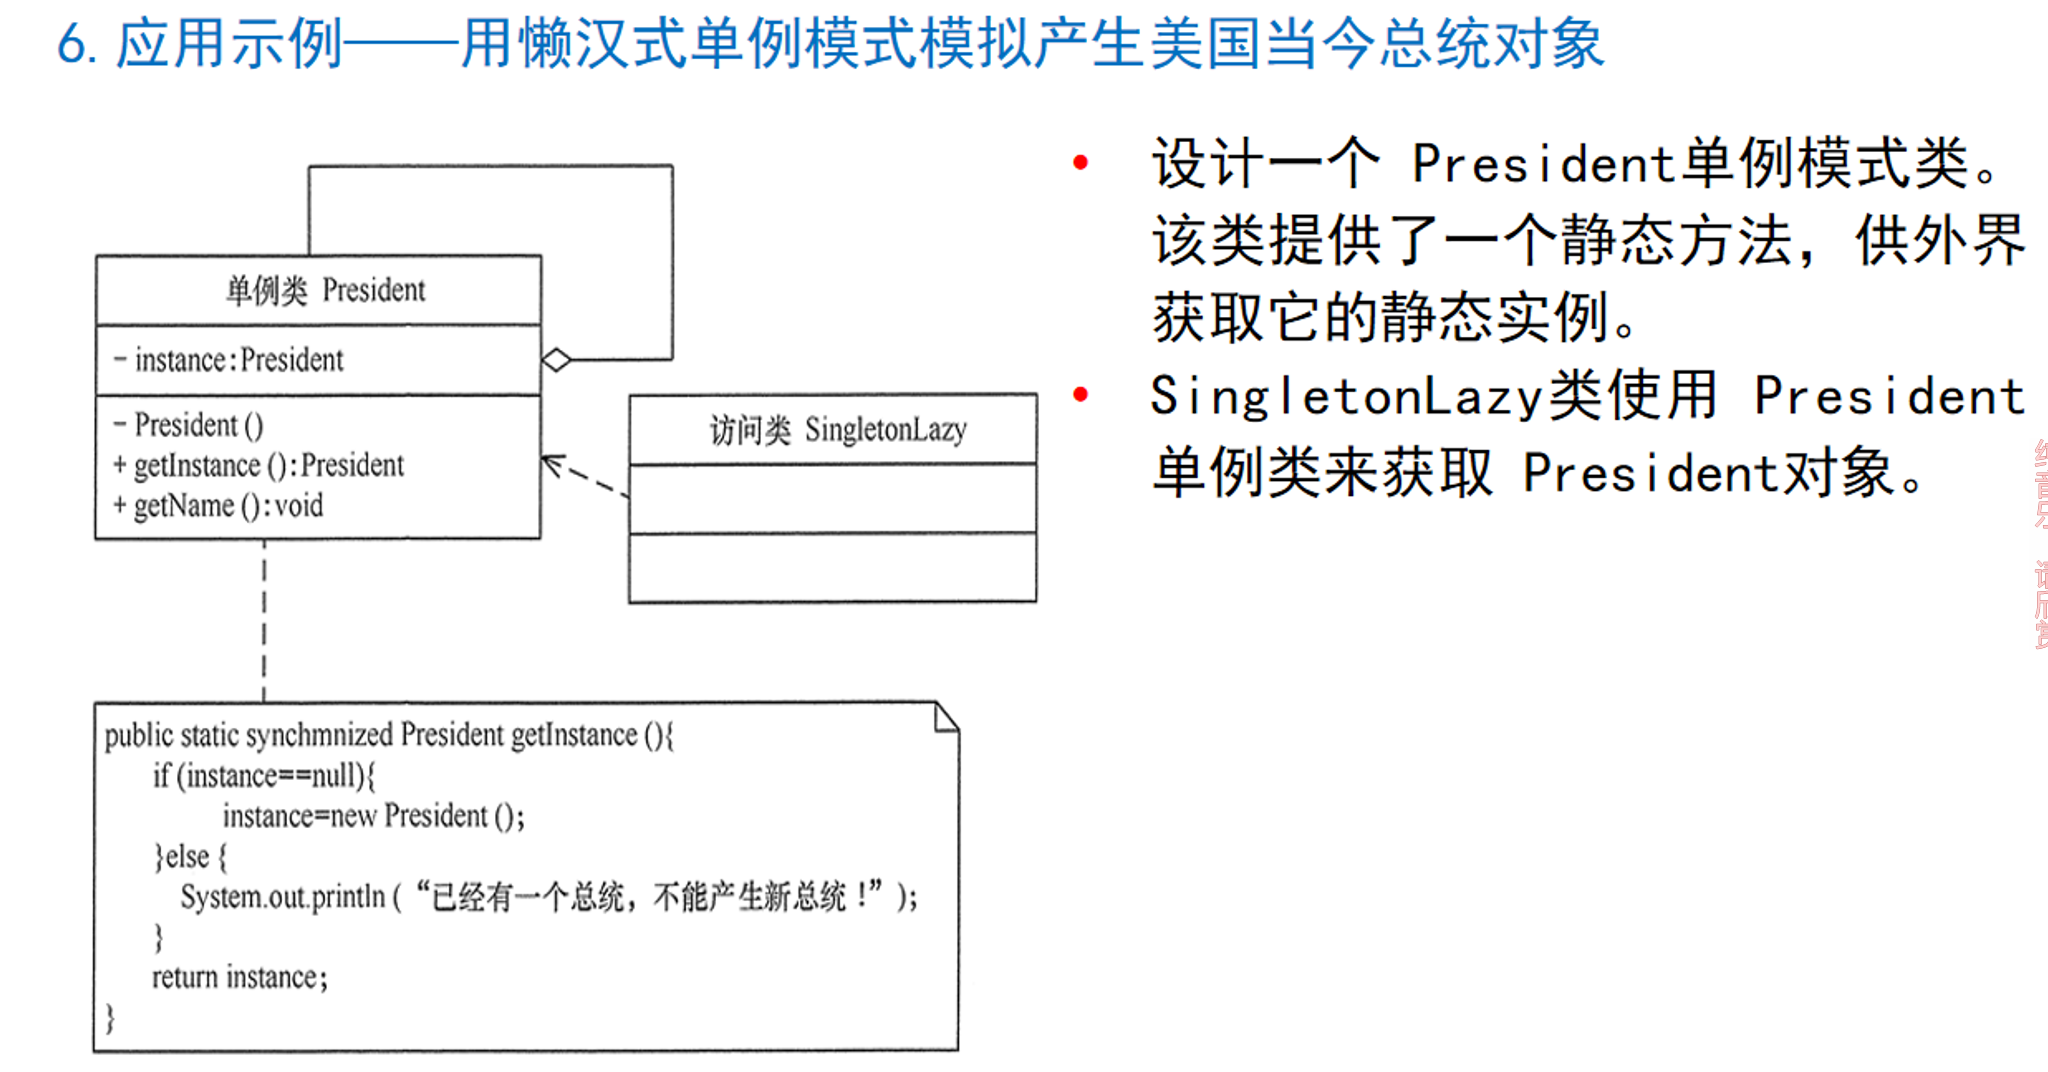 6. 应用示例——用懒汉式单例模式模拟产生美国当今总统对象
单例类 President
- instance:President
- President ()
+ getInstance ():President
+ getName ():void
访问类 SingletonLazy
public static synchmnized President getInstance (){
if (instance==null){
instance=new President ();
}else {
System.out.println (“已经有一个总统，不能产生新总统！”);
}
return instance;
}
• 设计一个 President单例模式类。
该类提供了一个静态方法，供外界
获取它的静态实例。
• SingletonLazy类使用 President
单例类来获取 President对象。